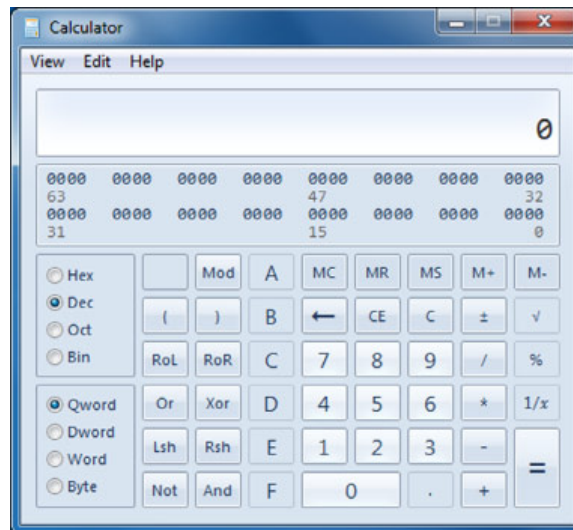 Calculator
View Edit Help
0
0000 0000 0000 0000 0000 0000 0000 0000
63 47 32
0000 0000 0000 0000 0000 0000 0000 0000
31 15 0
Hex Mod A MC MR MS M+ M-
Dec
Oct ( ) B ← CE C ± √
Bin RoL RoR C 7 8 9 / %
Qword Or Xor D 4 5 6 * 1/x
Dword
Word Lsh Rsh E 1 2 3 - =
Byte Not And F 0 . +